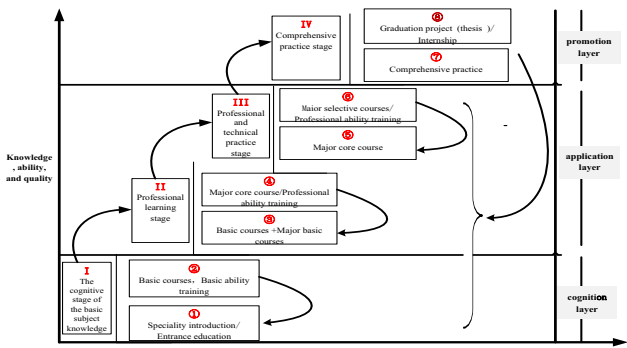 IV
Comprehensive
practice stage
⑧
Graduation project (thesis )/
Internship
⑦
Comprehensive practice
promotion
layer
III
Professional
and
technical
practice
stage
⑥
Major selective courses/
Professional ability training
⑤
Major core course
Knowledge
, ability,
and quality
application
layer
II
Professional
learning
stage
④
Major core course/Professional
ability training
③
Basic courses +Major basic
courses
I
The
cognitive
stage of
the basic
subject
knowledge
②
Basic courses, Basic ability
training
①
Speciality introduction/
Entrance education
cognition
layer